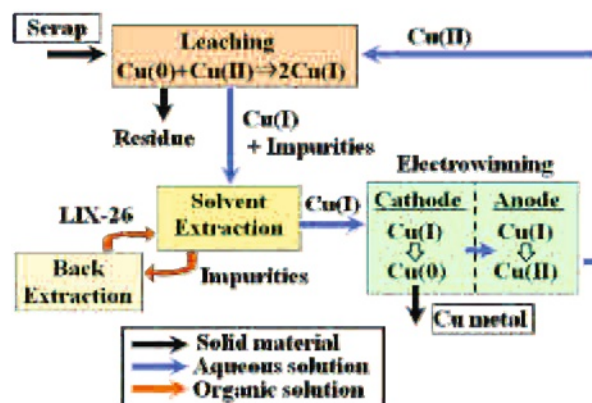 Scrap
Leaching
Cu(0)+Cu(II)⇒2Cu(I)
Cu(II)
Residue
Cu(I)
+ Impurities
Electrowinning
Solvent
Extraction
Cu(I)
Cathode
Cu(I)
Cu(0)
Anode
Cu(I)
Cu(II)
LIX-26
Back
Extraction
Impurities
Cu metal
Solid material
Aqueous solution
Organic solution